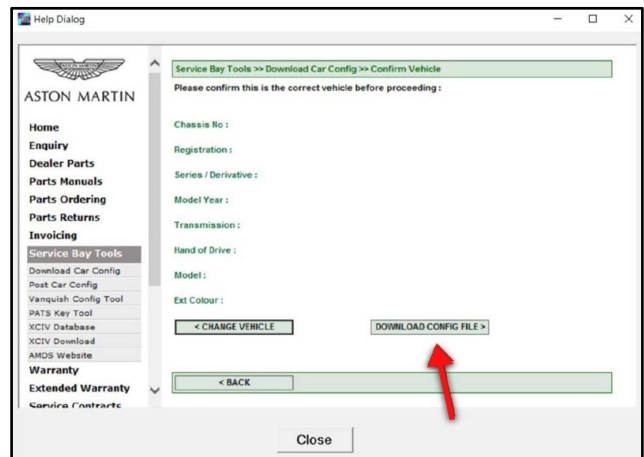 Help Dialog
ASTON MARTIN
ASTON MARTIN
Home
Enquiry
Dealer Parts
Parts Manuals
Parts Ordering
Parts Returns
Invoicing
Service Bay Tools
Download Car Config
Post Car Config
Vanquish Config Tool
PATS Key Tool
XCIV Database
XCIV Download
AMDS Website
Warranty
Extended Warranty
Service Contracts
Service Bay Tools >> Download Car Config >> Confirm Vehicle
Please confirm this is the correct vehicle before proceeding :
Chassis No :
Registration :
Series / Derivative :
Model Year :
Transmission :
Hand of Drive :
Model :
Ext Colour :
< CHANGE VEHICLE
DOWNLOAD CONFIG FILE >
< BACK
Close